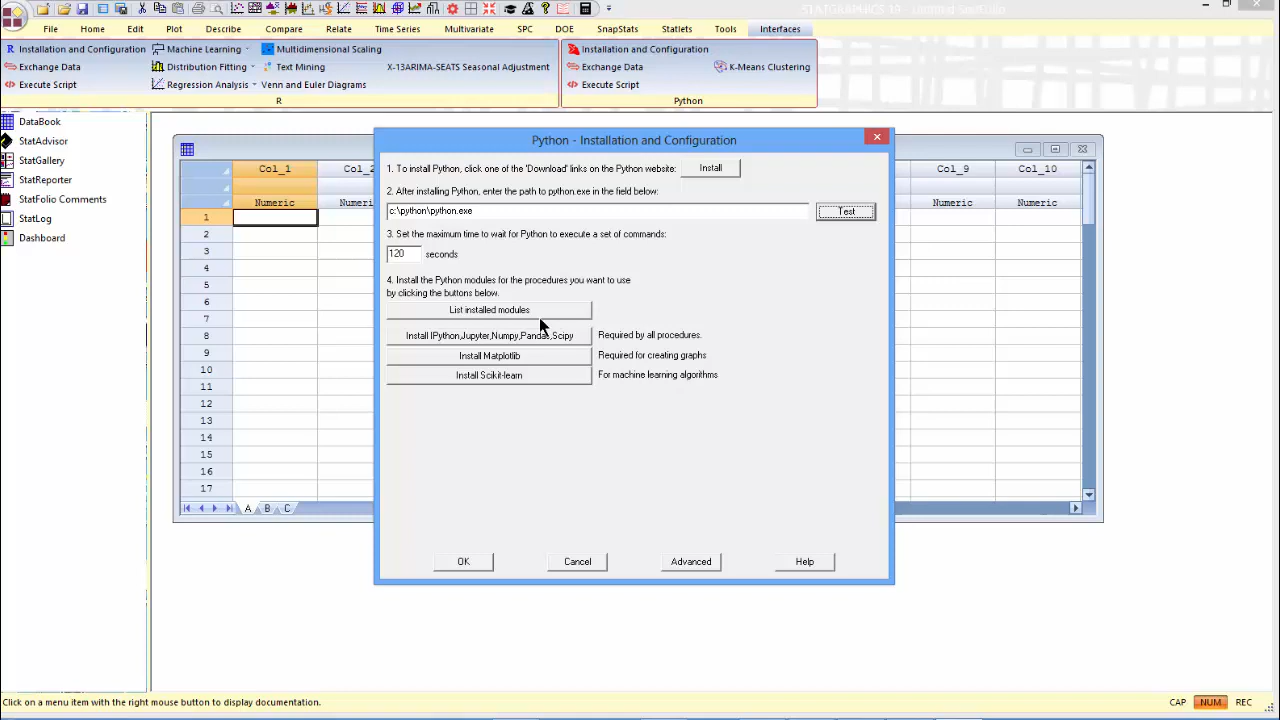 STATGRAPHICS 19 - Untitled StatFolio
File Home Edit Plot Describe Compare Relate Time Series Multivariate SPC DOE SnapStats Statlets Tools Interfaces
R Installation and Configuration Machine Learning Multidimensional Scaling Installation and Configuration
Exchange Data Distribution Fitting Text Mining X-13ARIMA-SEATS Seasonal Adjustment Exchange Data K-Means Clustering
Execute Script Regression Analysis Venn and Euler Diagrams Execute Script
R Python
DataBook
StatAdvisor
StatGallery
StatReporter
StatFolio Comments
StatLog
Dashboard
Col_1 Col_2 Col_9 Col_10
Numeric Numeric Numeric Numeric
1
2
3
4
5
6
7
8
9
10
11
12
13
14
15
16
17
A B C
Python - Installation and Configuration
1. To install Python, click one of the 'Download' links on the Python website: Install
2. After installing Python, enter the path to python.exe in the field below:
c:\python\python.exe Test
3. Set the maximum time to wait for Python to execute a set of commands:
120 seconds
4. Install the Python modules for the procedures you want to use
by clicking the buttons below.
List installed modules
Install IPython,Jupyter,Numpy,Pandas,Scipy Required by all procedures.
Install Matplotlib Required for creating graphs
Install Scikit-learn For machine learning algorithms
OK Cancel Advanced Help
Click on a menu item with the right mouse button to display documentation. CAP NUM REC